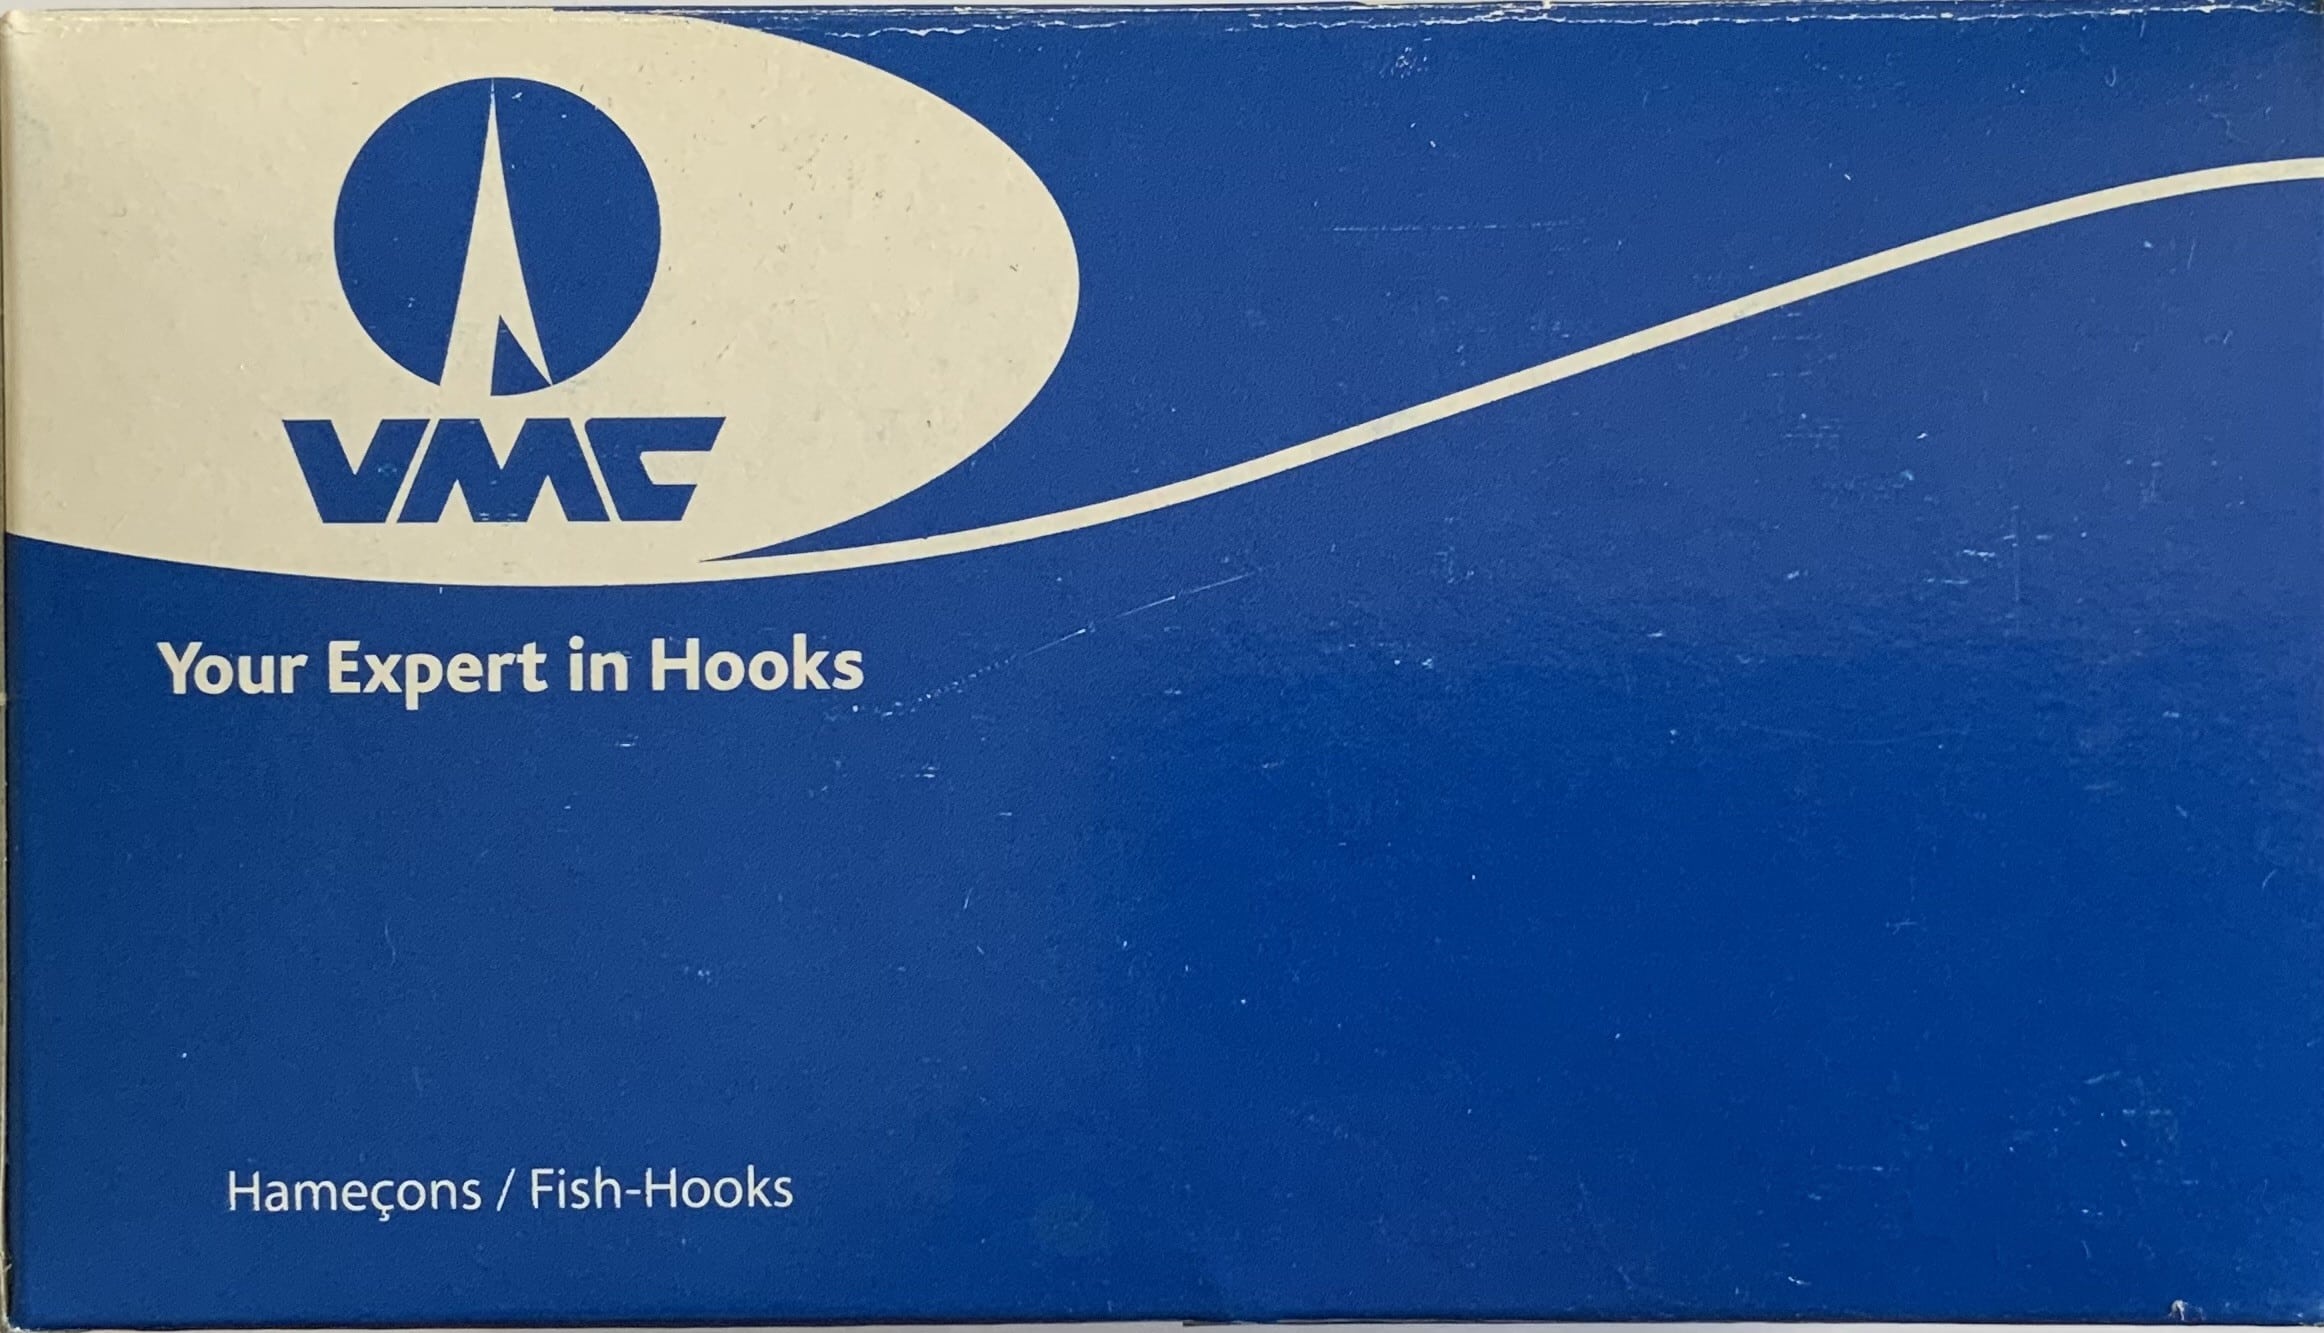 VMC
Your Expert in Hooks
Hameçons / Fish-Hooks